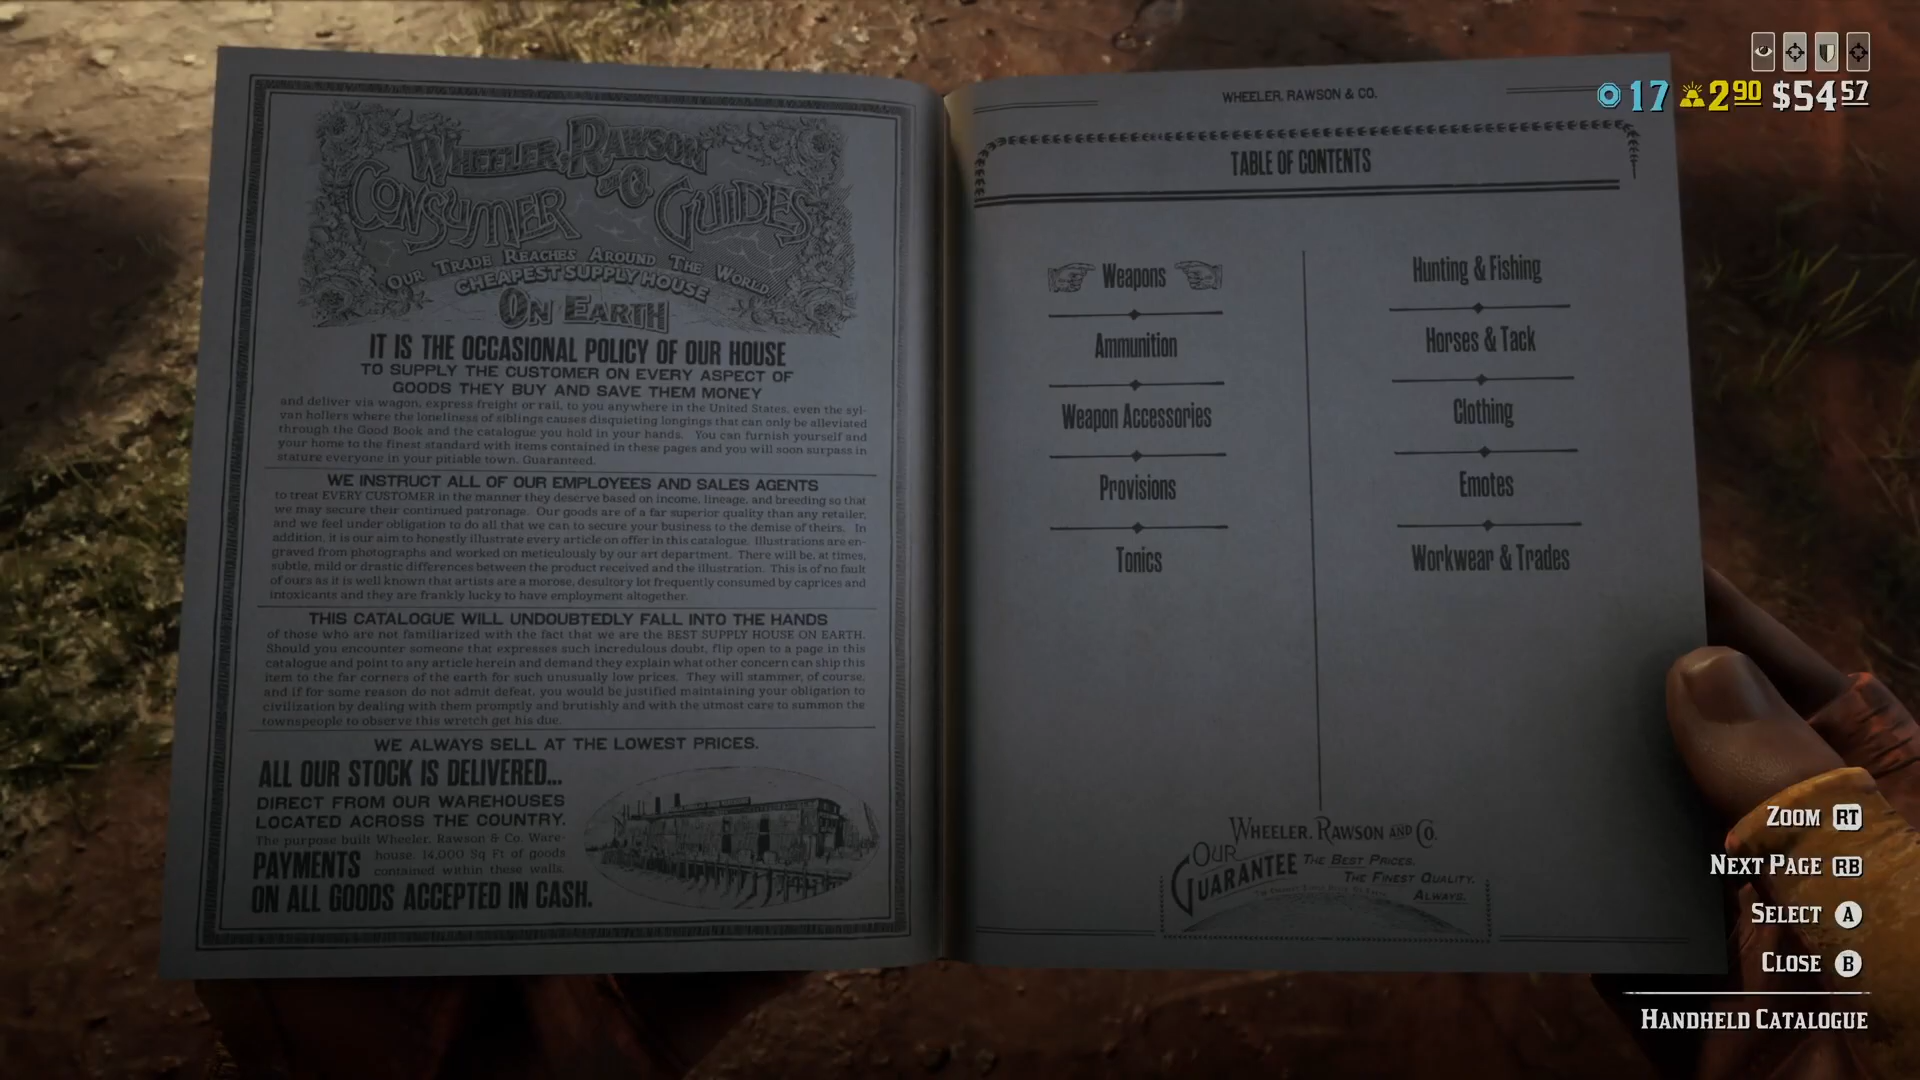 WHEELER, RAWSON
AND CO.
CONSUMER GUIDES
OUR TRADE REACHES AROUND THE WORLD
CHEAPEST SUPPLY HOUSE
ON EARTH
IT IS THE OCCASIONAL POLICY OF OUR HOUSE
TO SUPPLY THE CUSTOMER ON EVERY ASPECT OF
GOODS THEY BUY AND SAVE THEM MONEY
and deliver via wagon, express freight or rail, to you anywhere in the United States, even the syl-
van hollers where the loneliness of siblings causes disquieting longings that can only be alleviated
through the Good Book and the catalogue you hold in your hands. You can furnish yourself and
your home to the finest standard with items contained in these pages and you will soon surpass in
stature everyone in your pitiable town. Guaranteed.
WE INSTRUCT ALL OF OUR EMPLOYEES AND SALES AGENTS
to treat EVERY CUSTOMER in the manner they deserve based on income, lineage, and breeding so that
we may secure their continued patronage. Our goods are of a far superior quality than any retailer,
and we feel under obligation to do all that we can to secure your business to the demise of theirs. In
addition, it is our aim to honestly illustrate every article on offer in this catalogue. Illustrations are en-
graved from photographs and worked on meticulously by our art department. There will be, at times,
subtle, mild or drastic differences between the product received and the illustration. This is of no fault
of ours as it is well known that artists are a morose, desultory lot frequently consumed by caprices and
intoxicants and they are frankly lucky to have employment altogether.
THIS CATALOGUE WILL UNDOUBTEDLY FALL INTO THE HANDS
of those who are not familiarized with the fact that we are the BEST SUPPLY HOUSE ON EARTH.
Should you encounter someone that expresses such incredulous doubt, flip open to a page in this
catalogue and point to any article herein and demand they explain what other concern can ship this
item to the far corners of the earth for such unusually low prices. They will stammer, of course,
and if for some reason do not admit defeat, you would be justified maintaining your obligation to
civilization by dealing with them promptly and brutishly and with the utmost care to summon the
townspeople to observe this wretch get his due.
WE ALWAYS SELL AT THE LOWEST PRICES.
ALL OUR STOCK IS DELIVERED...
DIRECT FROM OUR WAREHOUSES
LOCATED ACROSS THE COUNTRY.
The purpose built Wheeler, Rawson & Co. Ware-
house. 14,000 Sq Ft of goods
contained within these walls.
PAYMENTS
ON ALL GOODS ACCEPTED IN CASH.
WHEELER, RAWSON & CO.
TABLE OF CONTENTS
Weapons
Ammunition
Weapon Accessories
Provisions
Tonics
Hunting & Fishing
Horses & Tack
Clothing
Emotes
Workwear & Trades
WHEELER, RAWSON AND CO.
OUR GUARANTEE
THE BEST PRICES.
THE FINEST QUALITY.
ALWAYS.
17 2.90 $54.57
ZOOM RT
NEXT PAGE RB
SELECT A
CLOSE B
HANDHELD CATALOGUE